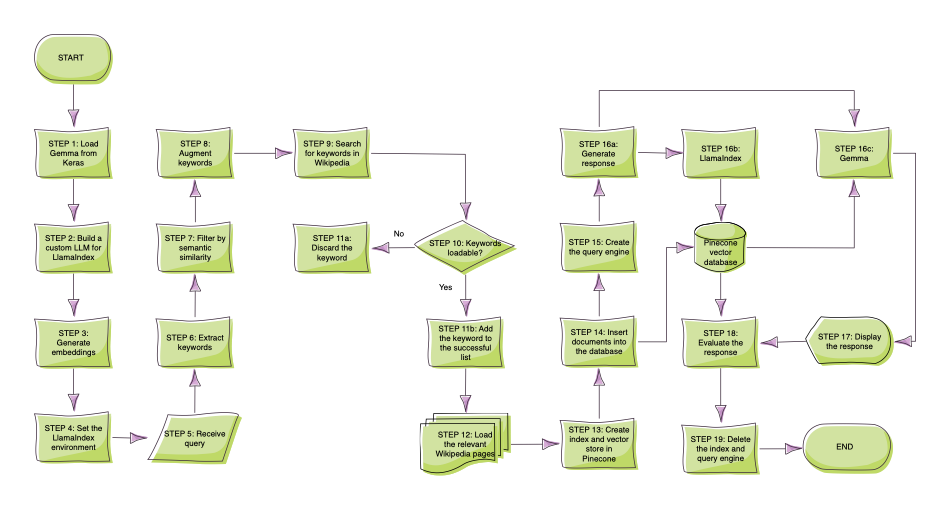 START
STEP 1: Load
Gemma from
Keras
STEP 2: Build a
custom LLM for
LlamaIndex
STEP 3:
Generate
embeddings
STEP 4: Set the
LlamaIndex
environment
STEP 5: Receive
query
STEP 6: Extract
keywords
STEP 7: Filter by
semantic
similarity
STEP 8:
Augment
keywords
STEP 9: Search
for keywords in
Wikipedia
STEP 10: Keywords
loadable?
No
STEP 11a:
Discard the
keyword
Yes
STEP 11b: Add
the keyword to
the successful
list
STEP 12: Load
the relevant
Wikipedia pages
STEP 13: Create
index and vector
store in
Pinecone
STEP 14: Insert
documents into
the database
STEP 15: Create
the query engine
STEP 16a:
Generate
response
STEP 16b:
LlamaIndex
Pinecone
vector
database
STEP 16c:
Gemma
STEP 17: Display
the response
STEP 18:
Evaluate the
response
STEP 19: Delete
the index and
query engine
END